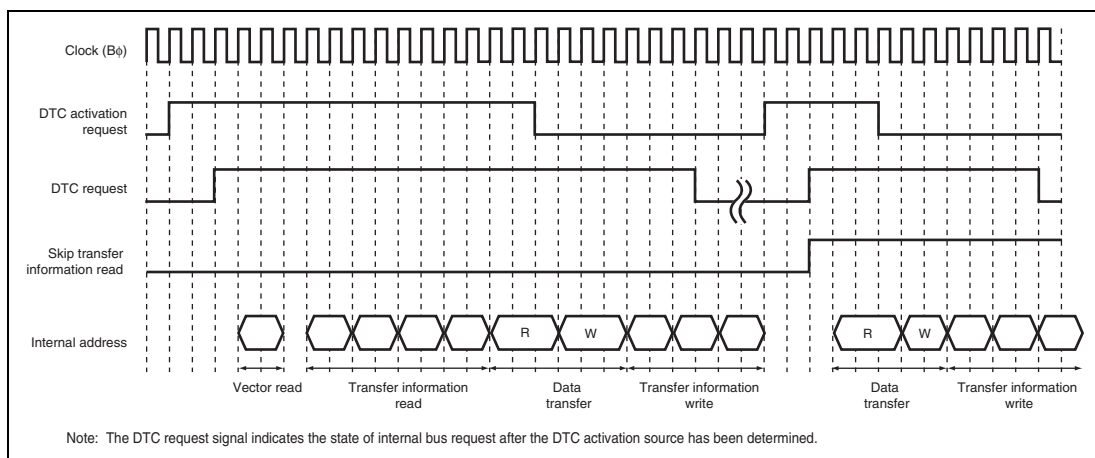 Clock (Bϕ)
DTC activation
request
DTC request
Skip transfer
information read
Internal address
R
W
R
W
Vector read
Transfer information
read
Data
transfer
Transfer information
write
Data
transfer
Transfer information
write
Note: The DTC request signal indicates the state of internal bus request after the DTC activation source has been determined.